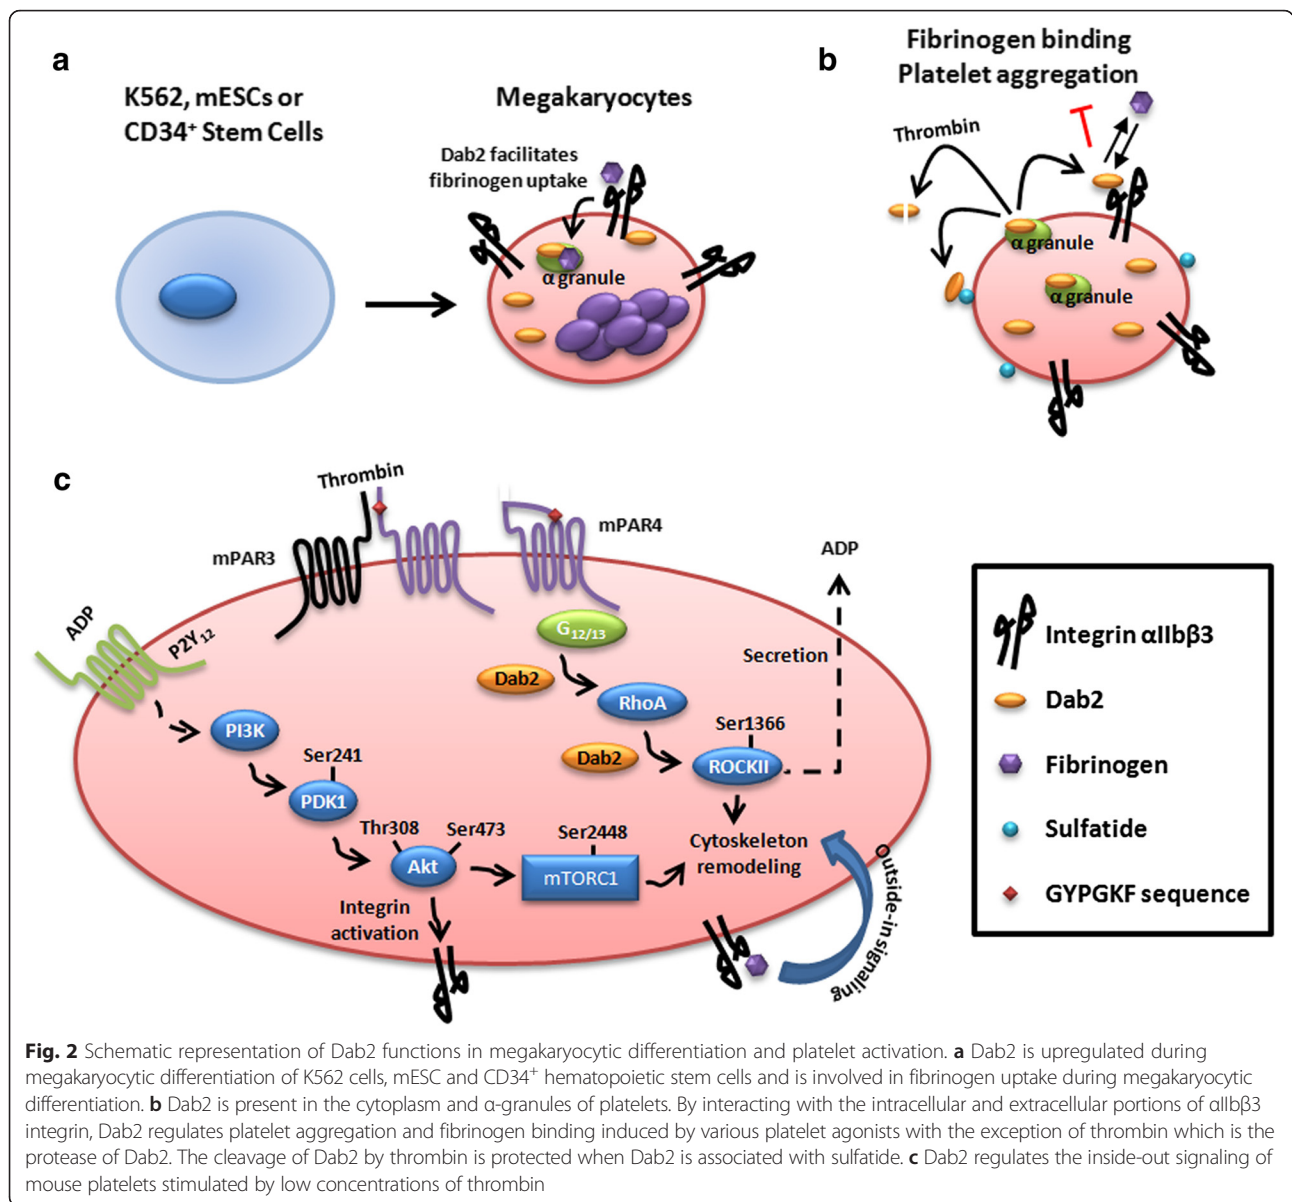 a
K562, mESCs or
CD34⁺ Stem Cells
Megakaryocytes
Dab2 facilitates
fibrinogen uptake
α granule
b
Fibrinogen binding
Platelet aggregation
Thrombin
α granule
α granule
c
Thrombin
mPAR3
mPAR4
ADP
P2Y₁₂
G₁₂/₁₃
Dab2
RhoA
Dab2
Ser1366
ROCKII
Secretion
ADP
PI3K
Ser241
PDK1
Thr308
Ser473
Akt
Ser2448
mTORC1
Cytoskeleton
remodeling
Integrin
activation
Outside-in signaling
Integrin αIIbβ3
Dab2
Fibrinogen
Sulfatide
GYPGKF sequence
Fig. 2 Schematic representation of Dab2 functions in megakaryocytic differentiation and platelet activation. a Dab2 is upregulated during
megakaryocytic differentiation of K562 cells, mESC and CD34⁺ hematopoietic stem cells and is involved in fibrinogen uptake during megakaryocytic
differentiation. b Dab2 is present in the cytoplasm and α-granules of platelets. By interacting with the intracellular and extracellular portions of αIIbβ3
integrin, Dab2 regulates platelet aggregation and fibrinogen binding induced by various platelet agonists with the exception of thrombin which is the
protease of Dab2. The cleavage of Dab2 by thrombin is protected when Dab2 is associated with sulfatide. c Dab2 regulates the inside-out signaling of
mouse platelets stimulated by low concentrations of thrombin